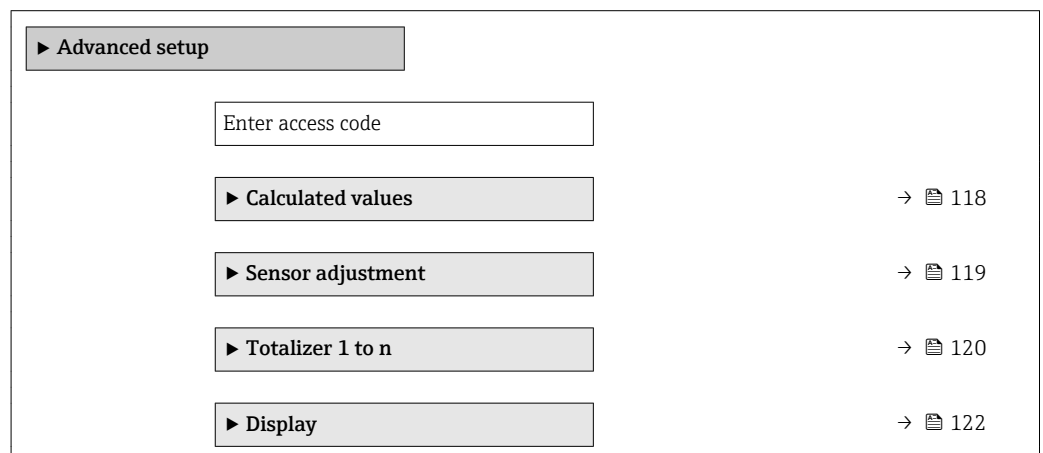 ▶ Advanced setup
Enter access code
▶ Calculated values → 118
▶ Sensor adjustment → 119
▶ Totalizer 1 to n → 120
▶ Display → 122